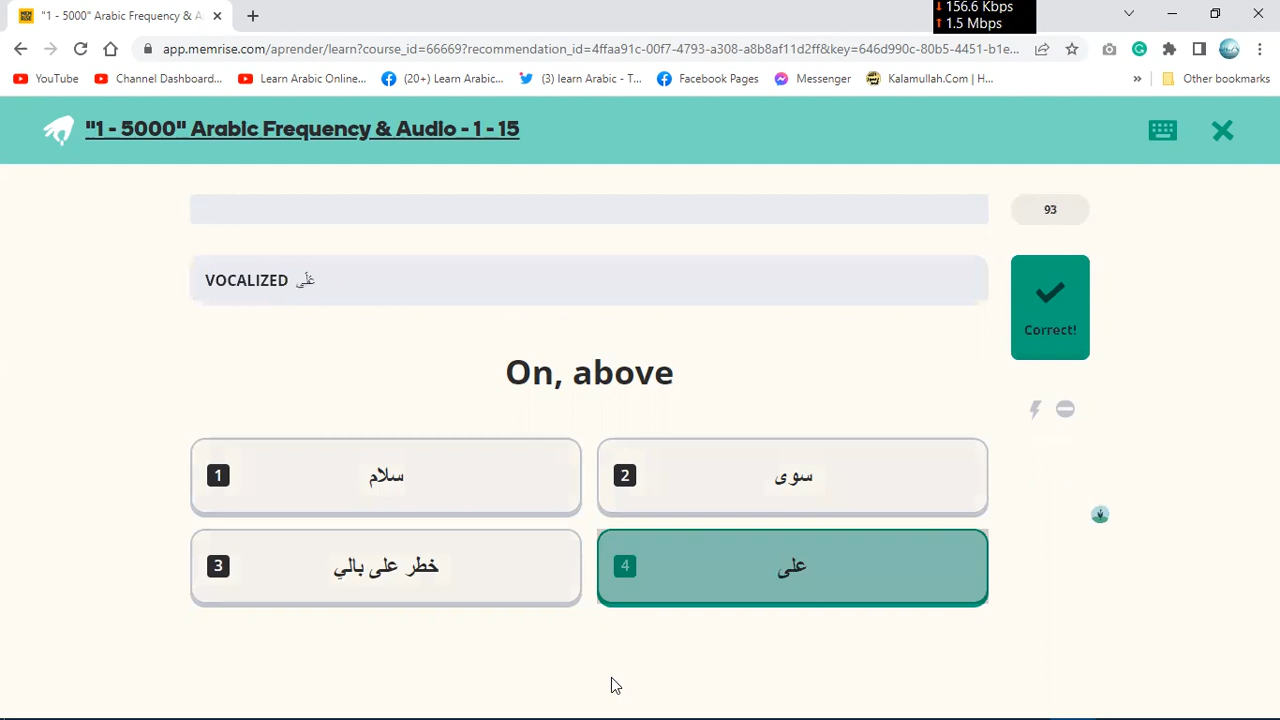 156.6 Kbps
1.5 Mbps
"1 - 5000" Arabic Frequency & A
app.memrise.com/aprender/learn?course_id=66669?recommendation_id=4ffaa91c-00f7-4793-a308-a8b8af11d2ff&key=646d990c-80b5-4451-b1e...
YouTube
Channel Dashboard...
Learn Arabic Online...
(20+) Learn Arabic...
(3) learn Arabic - T...
Facebook Pages
Messenger
Kalamullah.Com | H...
»
Other bookmarks
"1 - 5000" Arabic Frequency & Audio - 1 - 15
93
VOCALIZED عَلَى
Correct!
On, above
1 سلام
2 سوى
3 خطر على بالي
4 على